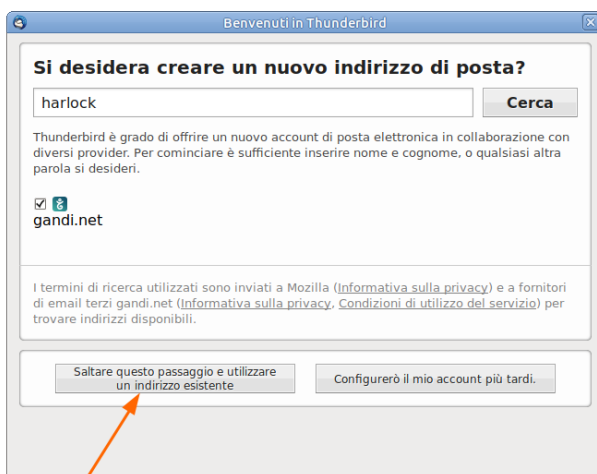 Benvenuti in Thunderbird
Si desidera creare un nuovo indirizzo di posta?
harlock
Cerca
Thunderbird è grado di offrire un nuovo account di posta elettronica in collaborazione con
diversi provider. Per cominciare è sufficiente inserire nome e cognome, o qualsiasi altra
parola si desideri.
gandi.net
I termini di ricerca utilizzati sono inviati a Mozilla (Informativa sulla privacy) e a fornitori
di email terzi gandi.net (Informativa sulla privacy, Condizioni di utilizzo del servizio) per
trovare indirizzi disponibili.
Saltare questo passaggio e utilizzare
un indirizzo esistente
Configurerò il mio account più tardi.